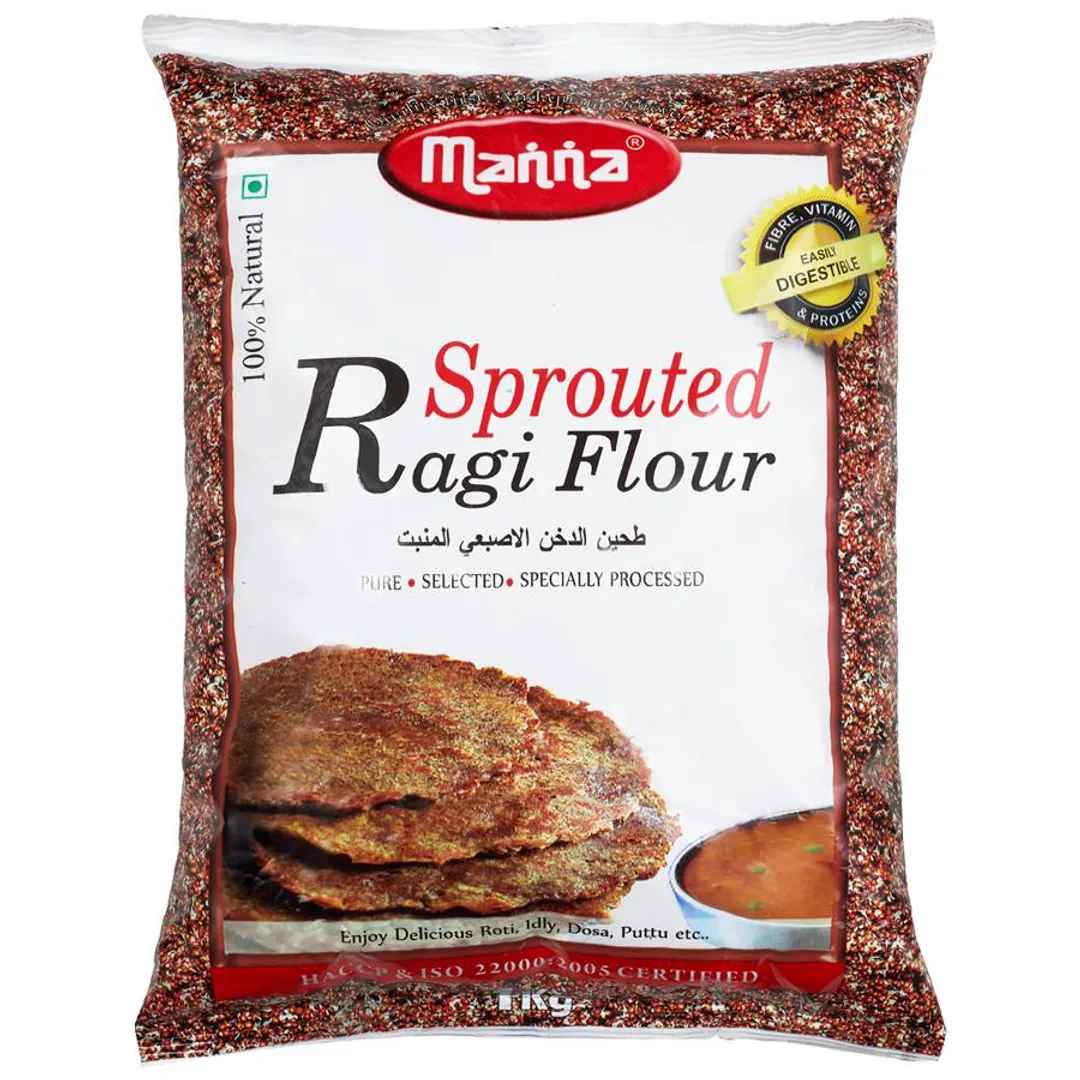 Manna®
100% Natural
FIBRE, VITAMIN
EASILY
DIGESTIBLE
& PROTEINS
Sprouted
Ragi Flour
طحين الدخن الاصبعي المنبت
PURE • SELECTED • SPECIALLY PROCESSED
Enjoy Delicious Roti, Idly, Dosa, Puttu etc..
HACCP & ISO 22000:2005 CERTIFIED
1Kg